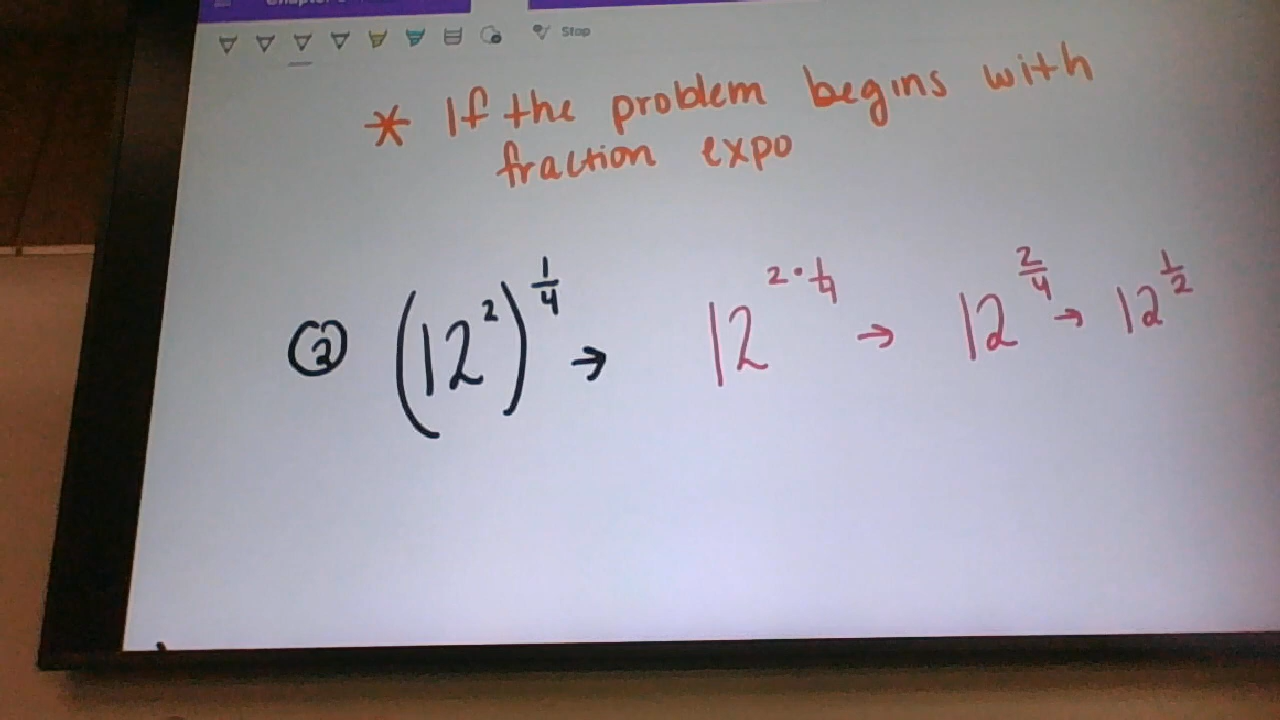 Stop
* If the problem begins with
fraction expo
② (12²)^(1/4) → 12^(2·1/4) → 12^(2/4) → 12^(1/2)